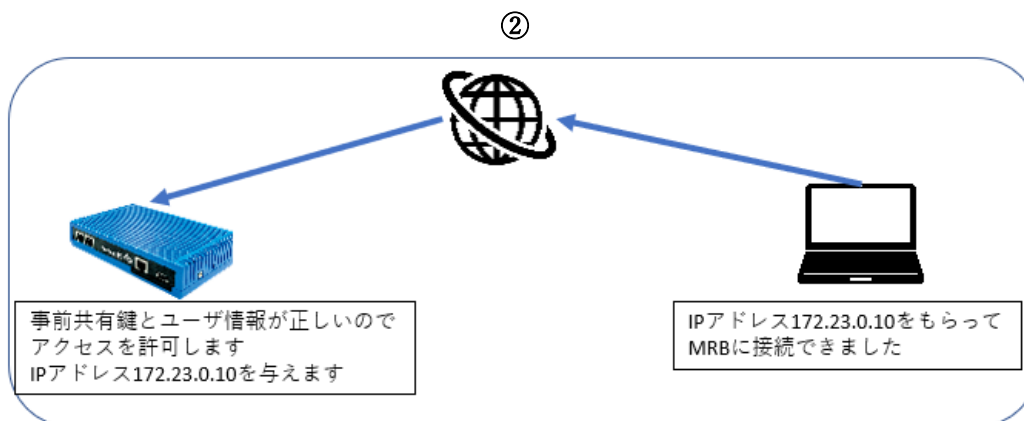 ②
事前共有鍵とユーザ情報が正しいので
アクセスを許可します
IPアドレス172.23.0.10を与えます
IPアドレス172.23.0.10をもらって
MRBに接続できました